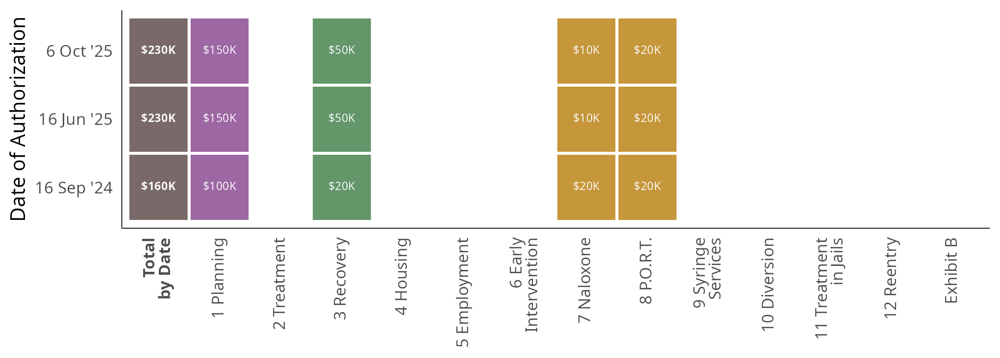 Date of Authorization
6 Oct '25
$230K $150K $50K $10K $20K
16 Jun '25
$230K $150K $50K $10K $20K
16 Sep '24
$160K $100K $20K $20K $20K
Total
by Date
1 Planning
2 Treatment
3 Recovery
4 Housing
5 Employment
6 Early
Intervention
7 Naloxone
8 P.O.R.T.
9 Syringe
Services
10 Diversion
11 Treatment
in Jails
12 Reentry
Exhibit B